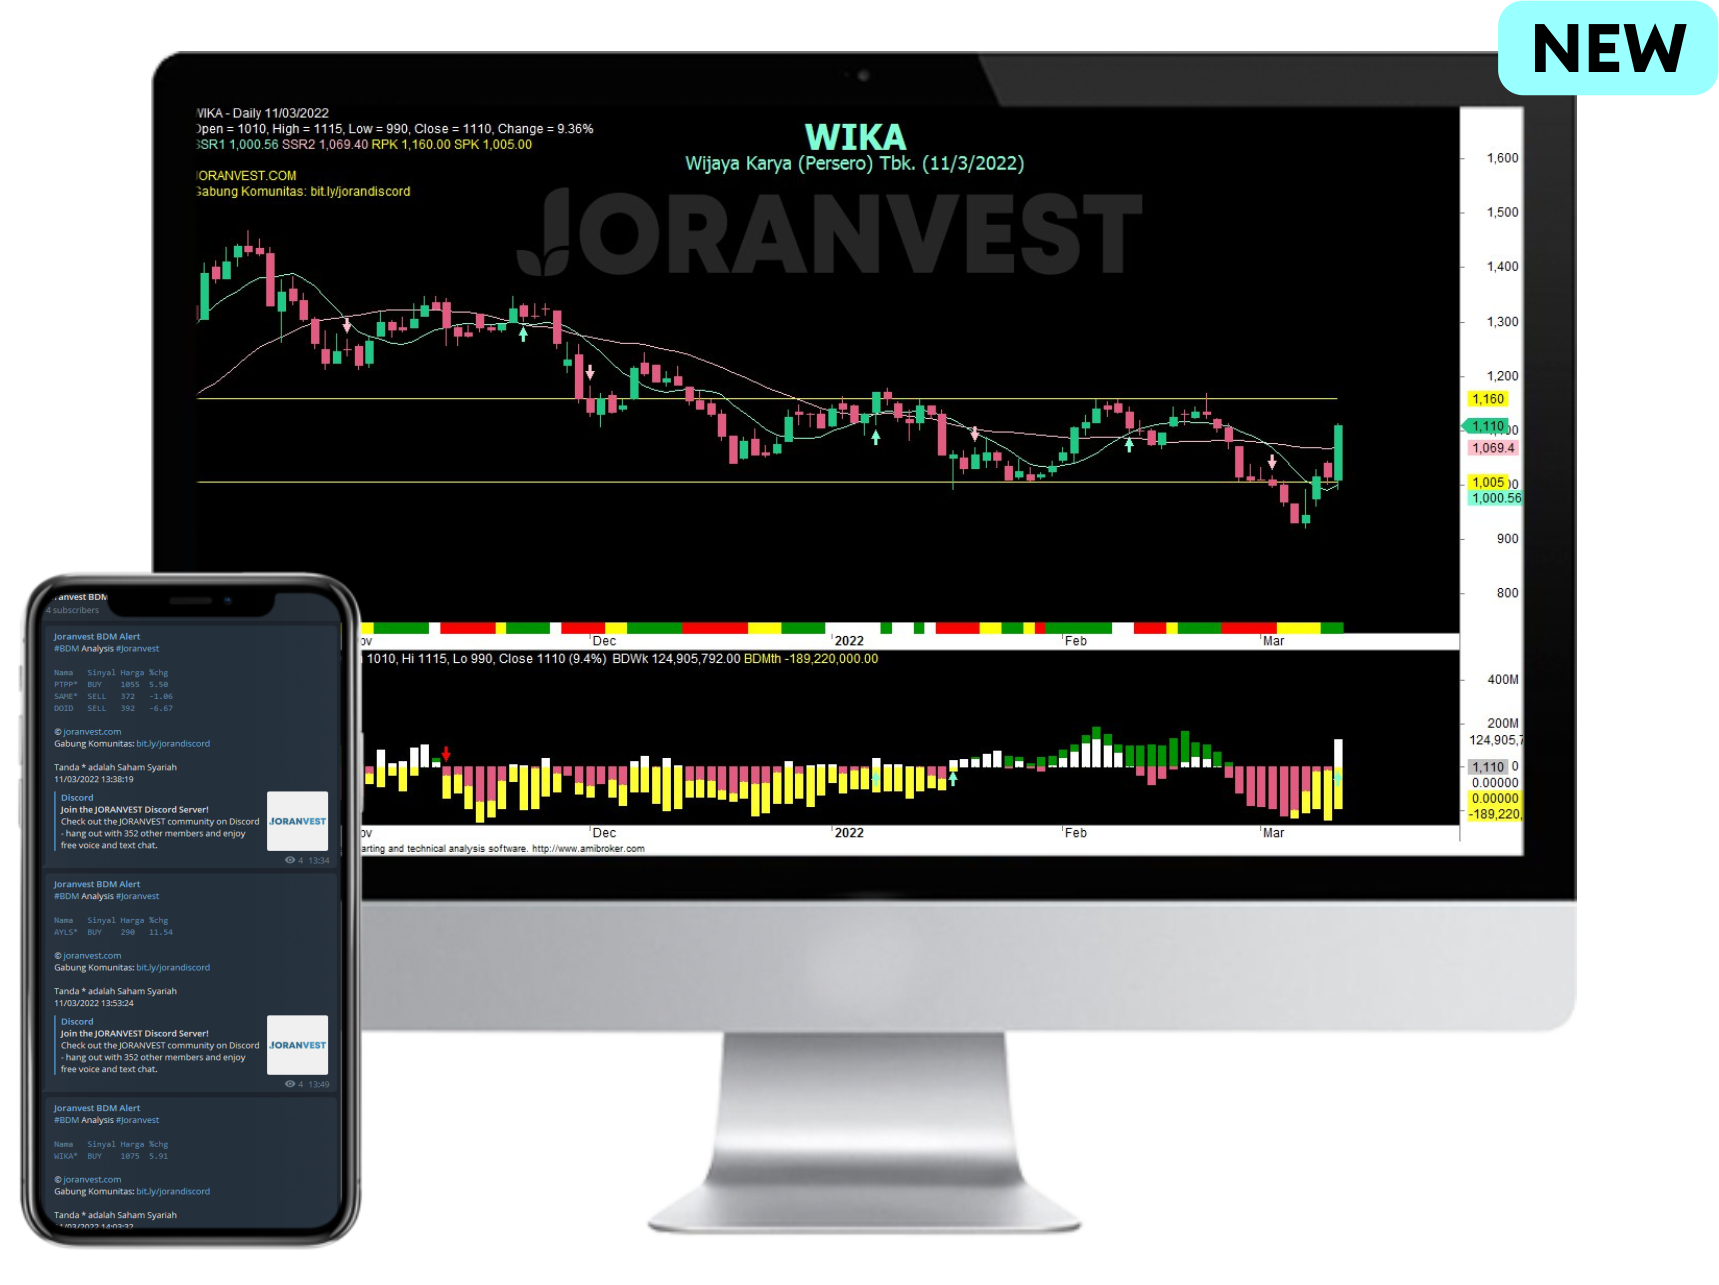 NEW
WIKA - Daily 11/03/2022
Open = 1010, High = 1115, Low = 990, Close = 1110, Change = 9.36%
SSR1 1,000.56 SSR2 1,069.40 RPK 1,160.00 SPK 1,005.00
JORANVEST.COM
Gabung Komunitas: bit.ly/jorandiscord
WIKA
Wijaya Karya (Persero) Tbk. (11/3/2022)
JORANVEST
1,600
1,500
1,400
1,300
1,200
1,160
1,110
1,069.4
1,005
1,000.56
900
800
ov Dec 2022 Feb Mar
1010, Hi 1115, Lo 990, Close 1110 (9.4%) BDWk 124,905,792.00 BDMth -189,220,000.00
400M
200M
124,905,7
1,110 0
0.00000
0.00000
-189,220,
ov Dec 2022 Feb Mar
arting and technical analysis software. http://www.amibroker.com
oranvest BDM
4 subscribers
Joranvest BDM Alert
#BDM Analysis #Joranvest
Nama Sinyal Harga %chg
PTPP* BUY 1055 5.50
SAME* SELL 372 -1.06
DOID SELL 392 -6.67
© joranvest.com
Gabung Komunitas: bit.ly/jorandiscord
Tanda * adalah Saham Syariah
11/03/2022 13:38:19
Discord
Join the JORANVEST Discord Server!
Check out the JORANVEST community on Discord
- hang out with 352 other members and enjoy
free voice and text chat.
JORANVEST
4 13:34
Joranvest BDM Alert
#BDM Analysis #Joranvest
Nama Sinyal Harga %chg
AYLS* BUY 290 11.54
© joranvest.com
Gabung Komunitas: bit.ly/jorandiscord
Tanda * adalah Saham Syariah
11/03/2022 13:53:24
Discord
Join the JORANVEST Discord Server!
Check out the JORANVEST community on Discord
- hang out with 352 other members and enjoy
free voice and text chat.
JORANVEST
4 13:49
Joranvest BDM Alert
#BDM Analysis #Joranvest
Nama Sinyal Harga %chg
WIKA* BUY 1075 5.91
© joranvest.com
Gabung Komunitas: bit.ly/jorandiscord
Tanda * adalah Saham Syariah
11/03/2022 14:03:32